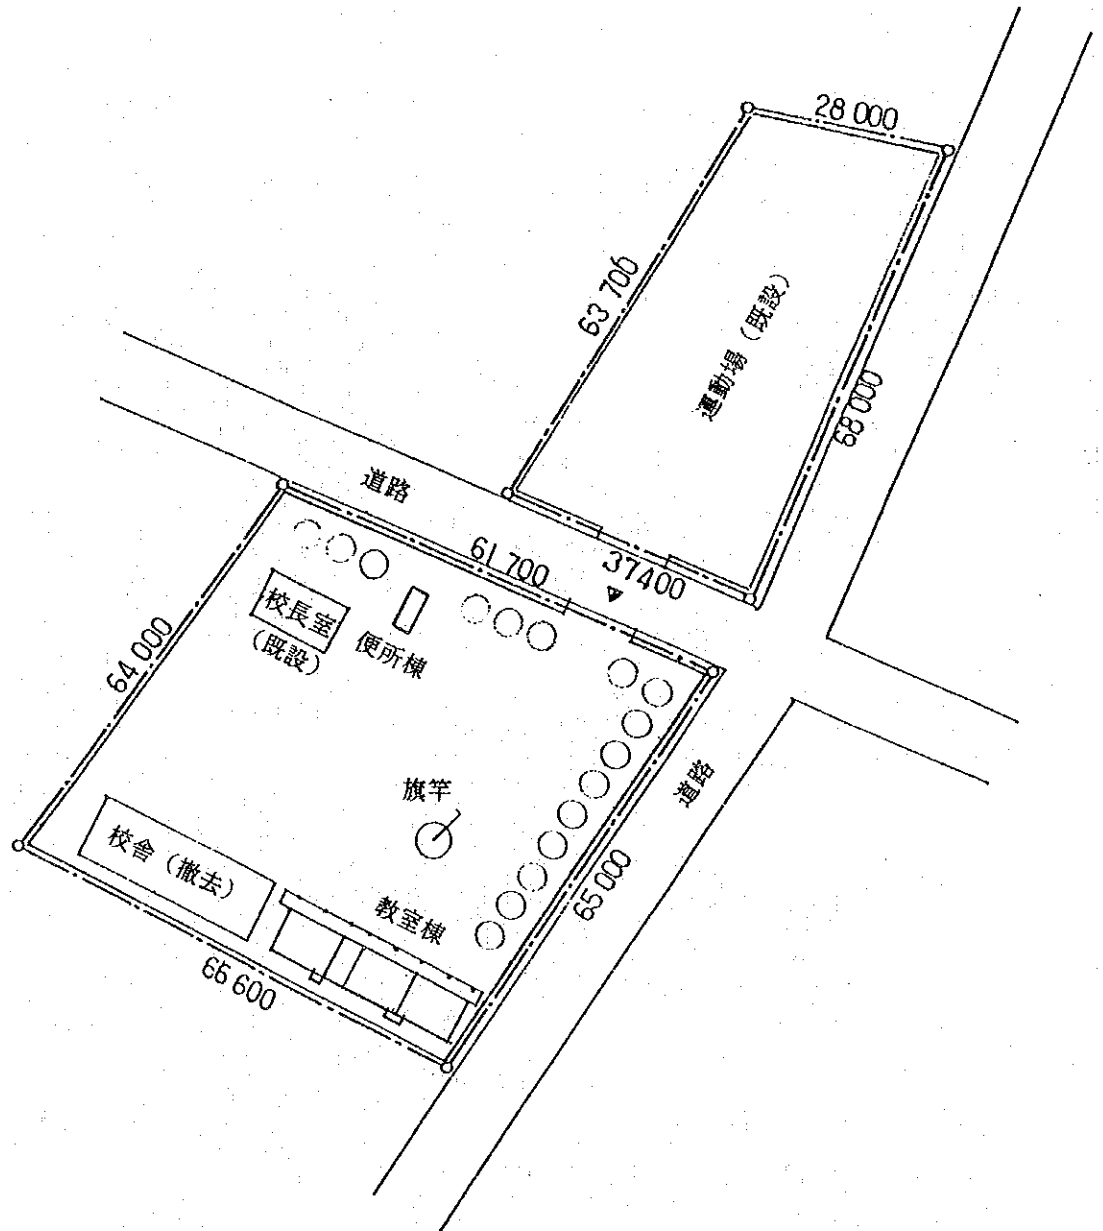 28 000
63 700
運動場（既設）
68 000
道路
61 700
37400
校長室
（既設）
便所棟
64 000
道路
旗竿
校舎（撤去）
教室棟
65 000
66 600